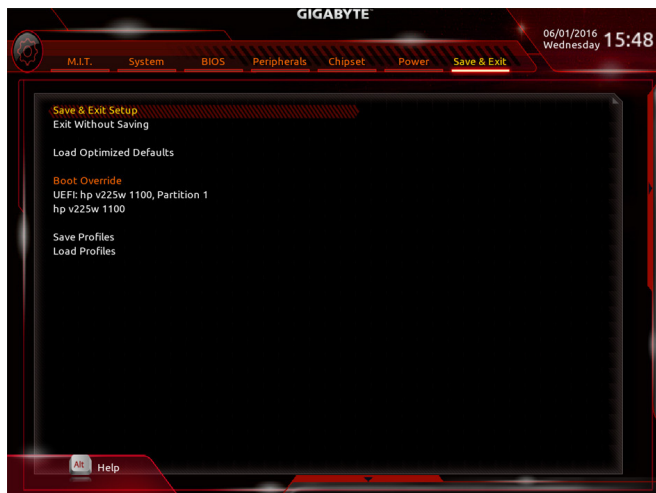 GIGABYTE™
06/01/2016
Wednesday
15:48
M.I.T. System BIOS Peripherals Chipset Power Save & Exit
Save & Exit Setup
Exit Without Saving
Load Optimized Defaults
Boot Override
UEFI: hp v225w 1100, Partition 1
hp v225w 1100
Save Profiles
Load Profiles
Alt Help